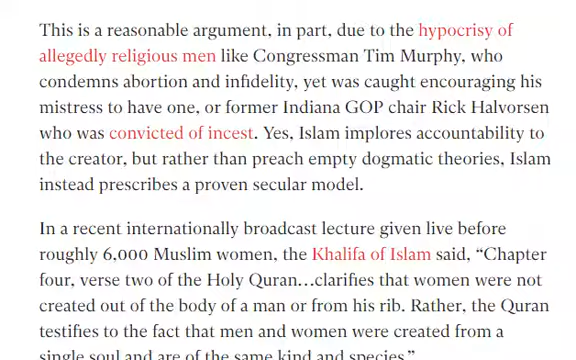 This is a reasonable argument, in part, due to the hypocrisy of
allegedly religious men like Congressman Tim Murphy, who
condemns abortion and infidelity, yet was caught encouraging his
mistress to have one, or former Indiana GOP chair Rick Halvorsen
who was convicted of incest. Yes, Islam implores accountability to
the creator, but rather than preach empty dogmatic theories, Islam
instead prescribes a proven secular model.
In a recent internationally broadcast lecture given live before
roughly 6,000 Muslim women, the Khalifa of Islam said, “Chapter
four, verse two of the Holy Quran…clarifies that women were not
created out of the body of a man or from his rib. Rather, the Quran
testifies to the fact that men and women were created from a
single soul and are of the same kind and species.”